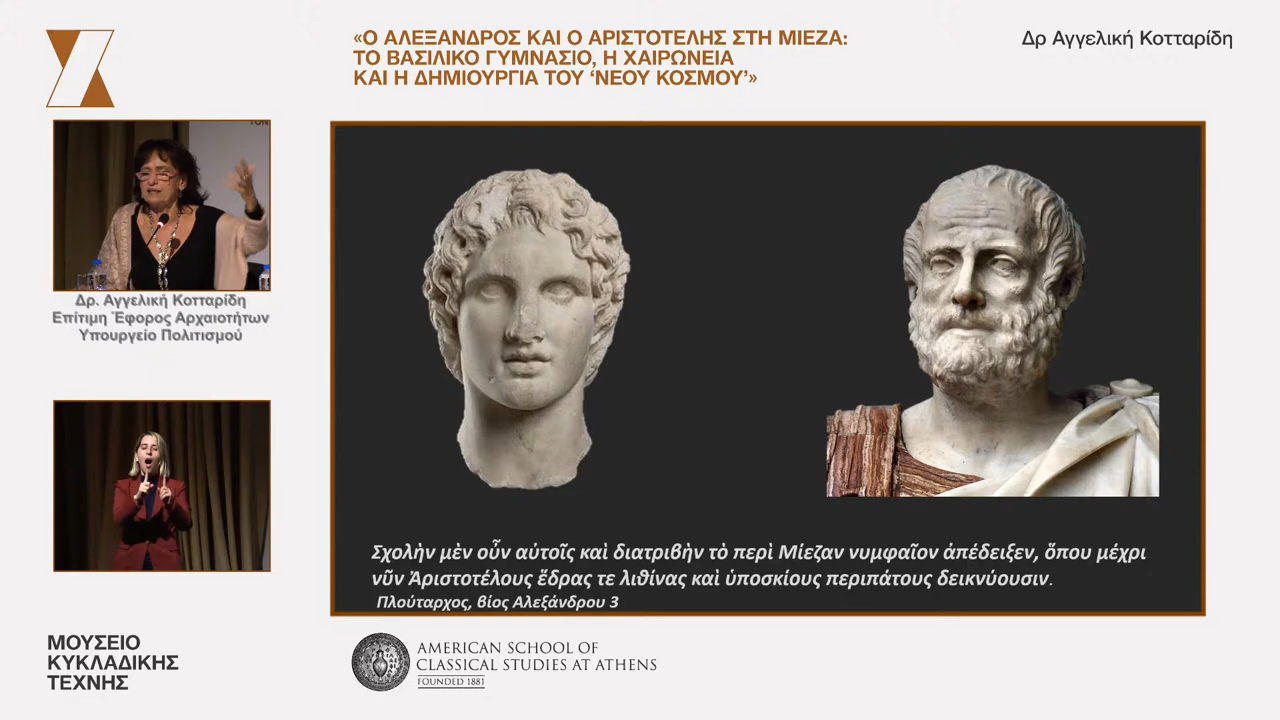 «Ο ΑΛΕΞΑΝΔΡΟΣ ΚΑΙ Ο ΑΡΙΣΤΟΤΕΛΗΣ ΣΤΗ ΜΙΕΖΑ:
ΤΟ ΒΑΣΙΛΙΚΟ ΓΥΜΝΑΣΙΟ, Η ΧΑΙΡΩΝΕΙΑ
ΚΑΙ Η ΔΗΜΙΟΥΡΓΙΑ ΤΟΥ ‘ΝΕΟΥ ΚΟΣΜΟΥ’»
Δρ Αγγελική Κοτταρίδη
Δρ. Αγγελική Κοτταρίδη
Επίτιμη Έφορος Αρχαιοτήτων
Υπουργείο Πολιτισμού
Σχολὴν μὲν οὖν αὐτοῖς καὶ διατριβὴν τὸ περὶ Μίεζαν νυμφαῖον ἀπέδειξεν, ὅπου μέχρι
νῦν Ἀριστοτέλους ἕδρας τε λιθίνας καὶ ὑποσκίους περιπάτους δεικνύουσιν.
Πλούταρχος, βίος Αλεξάνδρου 3
ΜΟΥΣΕΙΟ
ΚΥΚΛΑΔΙΚΗΣ
ΤΕΧΝΗΣ
AMERICAN SCHOOL OF
CLASSICAL STUDIES AT ATHENS
FOUNDED 1881